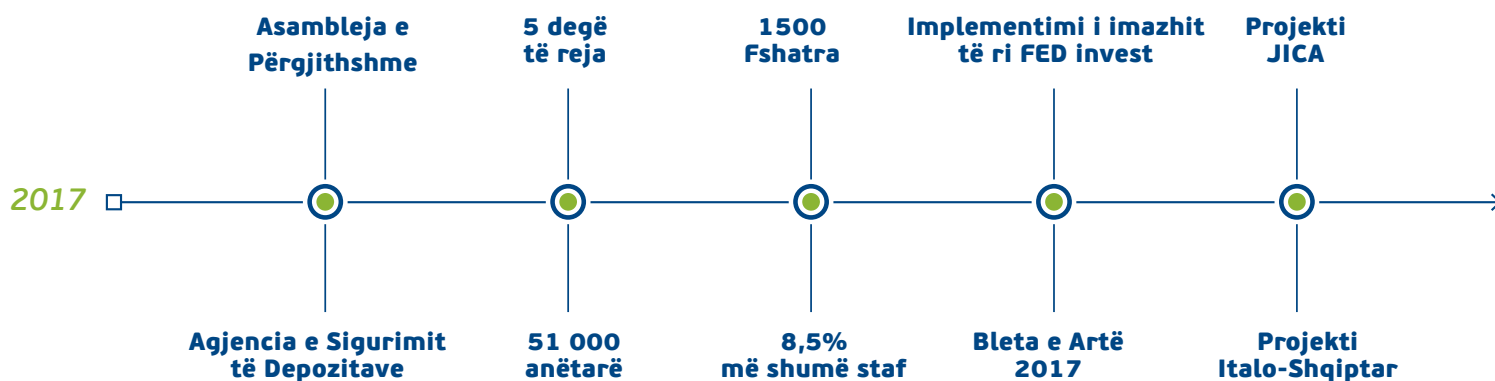 Asambleja e
Përgjithshme
5 degë
të reja
1500
Fshatra
Implementimi i imazhit
të ri FED invest
Projekti
JICA
2017
Agjencia e Sigurimit
të Depozitave
51 000
anëtarë
8,5%
më shumë staf
Bleta e Artë
2017
Projekti
Italo-Shqiptar